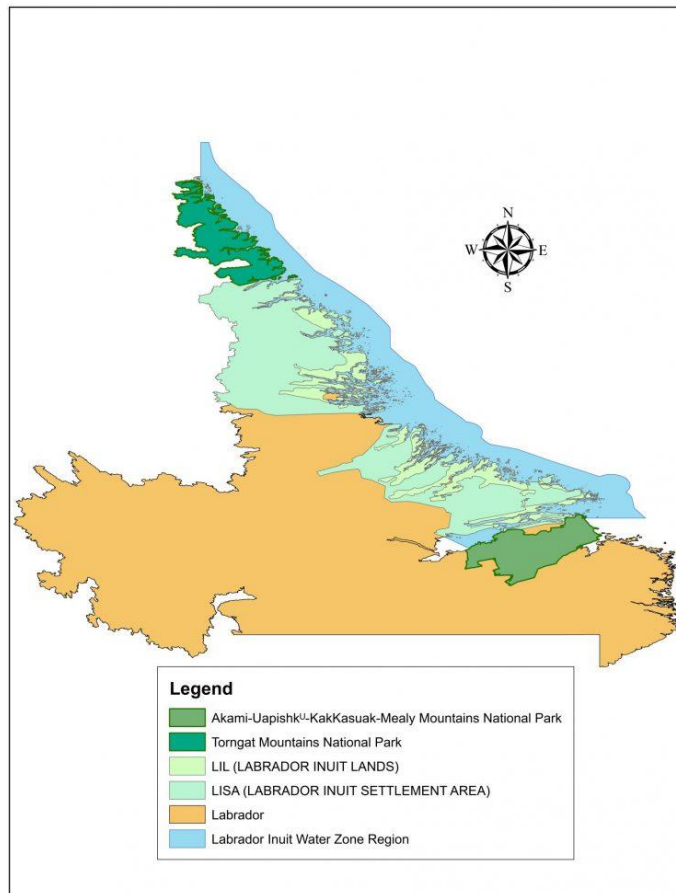 N
W E
S
Legend
Akami-Uapishkᵁ-KakKasuak-Mealy Mountains National Park
Torngat Mountains National Park
LIL (LABRADOR INUIT LANDS)
LISA (LABRADOR INUIT SETTLEMENT AREA)
Labrador
Labrador Inuit Water Zone Region